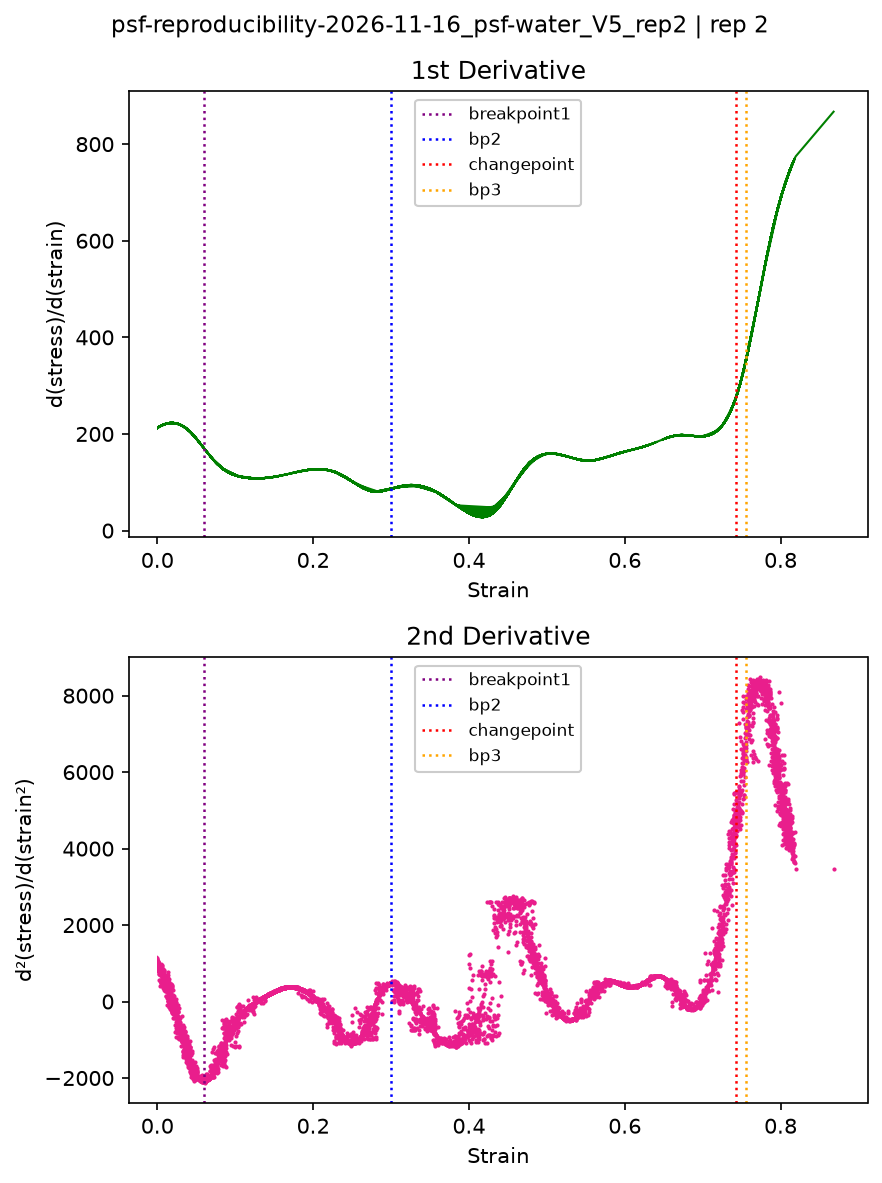 psf-reproducibility-2026-11-16_psf-water_V5_rep2 | rep 2
1st Derivative
breakpoint1
bp2
changepoint
bp3
d(stress)/d(strain)
800
600
400
200
0
0.0 0.2 0.4 0.6 0.8
Strain
2nd Derivative
breakpoint1
bp2
changepoint
bp3
d²(stress)/d(strain²)
8000
6000
4000
2000
0
−2000
0.0 0.2 0.4 0.6 0.8
Strain